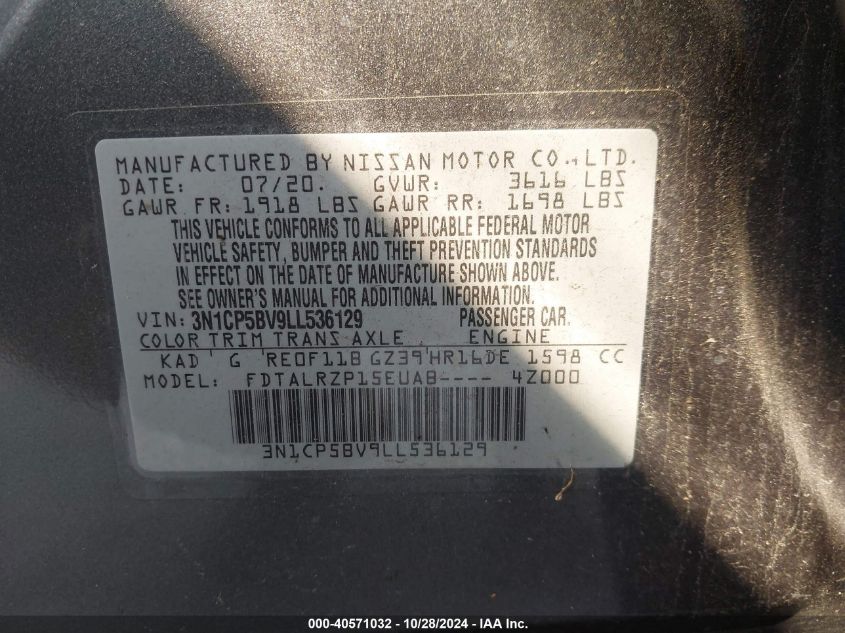 MANUFACTURED BY NISSAN MOTOR CO., LTD.
DATE: 07/20. GVWR: 3616 LBS
GAWR FR: 1918 LBS GAWR RR: 1698 LBS
THIS VEHICLE CONFORMS TO ALL APPLICABLE FEDERAL MOTOR
VEHICLE SAFETY, BUMPER AND THEFT PREVENTION STANDARDS
IN EFFECT ON THE DATE OF MANUFACTURE SHOWN ABOVE.
SEE OWNER'S MANUAL FOR ADDITIONAL INFORMATION.
VIN: 3N1CP5BV9LL536129 PASSENGER CAR.
COLOR TRIM TRANS AXLE ENGINE
KAD G RE0F11B GZ39 HR16DE 1598 CC
MODEL: FDTALRZP15EUAB---- 4Z000
3N1CP5BV9LL536129
000-40571032 - 10/28/2024 - IAA Inc.